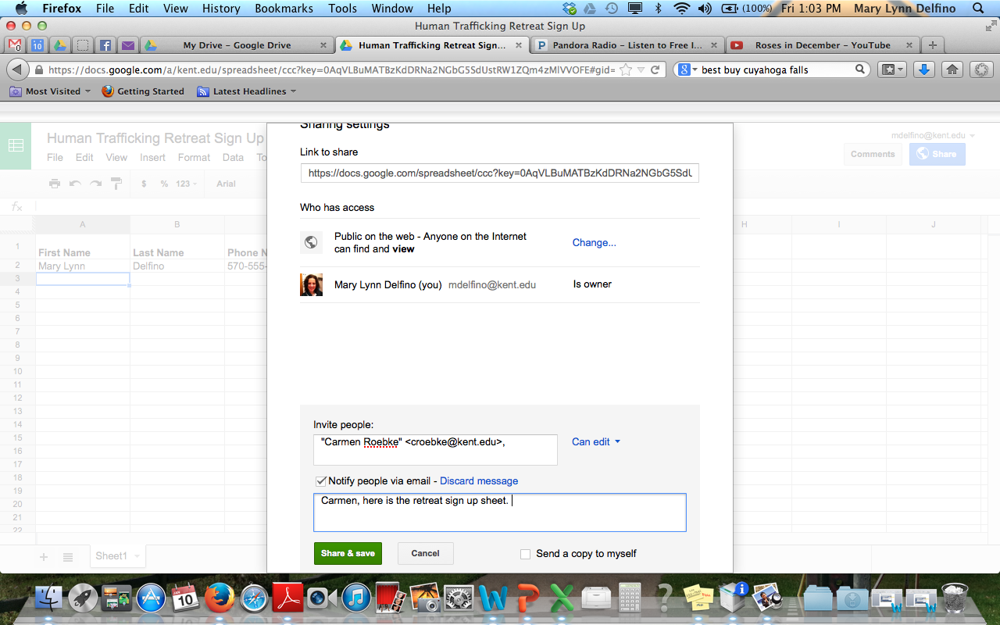 Firefox File Edit View History Bookmarks Tools Window Help (100%) Fri 1:03 PM Mary Lynn Delfino
Human Trafficking Retreat Sign Up
0 10 My Drive – Google Drive Human Trafficking Retreat Sign... Pandora Radio – Listen to Free I... Roses in December – YouTube
https://docs.google.com/a/kent.edu/spreadsheet/ccc?key=0AqVLBuMATBzKdDRNa2NGbG5SdUstRW1ZQm4zMlVVOFE#gid= best buy cuyahoga falls
Most Visited Getting Started Latest Headlines
Sharing settings
Human Trafficking Retreat Sign Up mdelfino@kent.edu
File Edit View Insert Format Data To Comments Share
$ % 123 Arial
fx
A B H I J
Link to share
https://docs.google.com/spreadsheet/ccc?key=0AqVLBuMATBzKdDRNa2NGbG5SdU
Who has access
Public on the web - Anyone on the Internet
can find and view
Change...
Mary Lynn Delfino (you) mdelfino@kent.edu Is owner
1 First Name Last Name Phone N
2 Mary Lynn Delfino 570-555-
3
4
5
6
7
8
9
10
11
12
13
14
15
16
17
18
19
20
21
22
Invite people:
"Carmen Roebke" <croebke@kent.edu>, Can edit
Notify people via email - Discard message
Carmen, here is the retreat sign up sheet.
Share & save Cancel Send a copy to myself
Sheet1
JAN 10